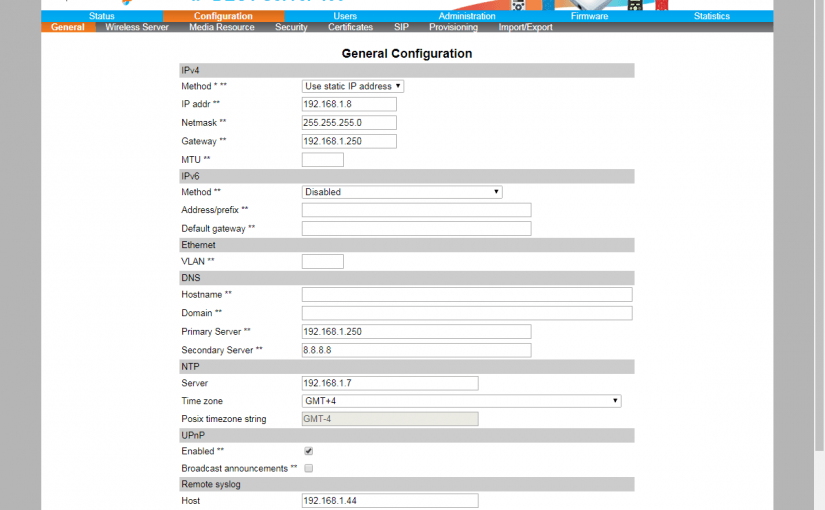 Status Configuration Users Administration Firmware Statistics
General Wireless Server Media Resource Security Certificates SIP Provisioning Import/Export
General Configuration
IPv4
Method * ** Use static IP address
IP addr ** 192.168.1.8
Netmask ** 255.255.255.0
Gateway ** 192.168.1.250
MTU **
IPv6
Method ** Disabled
Address/prefix **
Default gateway **
Ethernet
VLAN **
DNS
Hostname **
Domain **
Primary Server ** 192.168.1.250
Secondary Server ** 8.8.8.8
NTP
Server 192.168.1.7
Time zone GMT+4
Posix timezone string GMT-4
UPnP
Enabled **
Broadcast announcements **
Remote syslog
Host 192.168.1.44